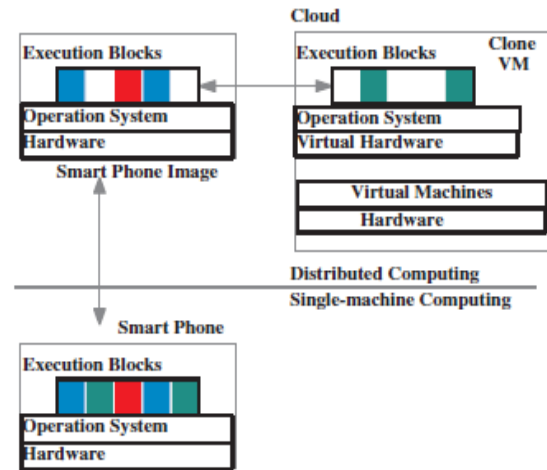 Cloud
Execution Blocks
Operation System
Hardware
Smart Phone Image
Execution Blocks
Clone
VM
Operation System
Virtual Hardware
Virtual Machines
Hardware
Distributed Computing
Single-machine Computing
Smart Phone
Execution Blocks
Operation System
Hardware